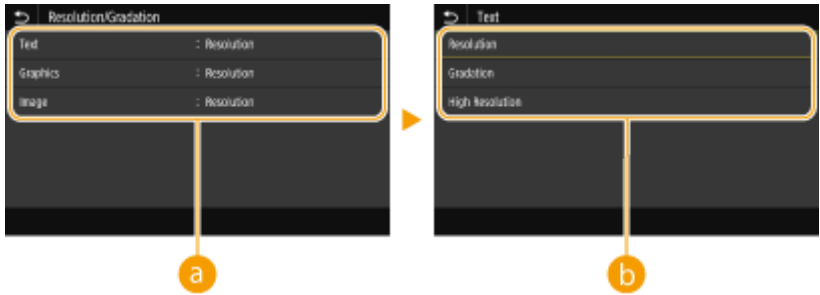 Resolution/Gradation
Text : Resolution
Graphics : Resolution
Image : Resolution
a
Text
Resolution
Gradation
High Resolution
b